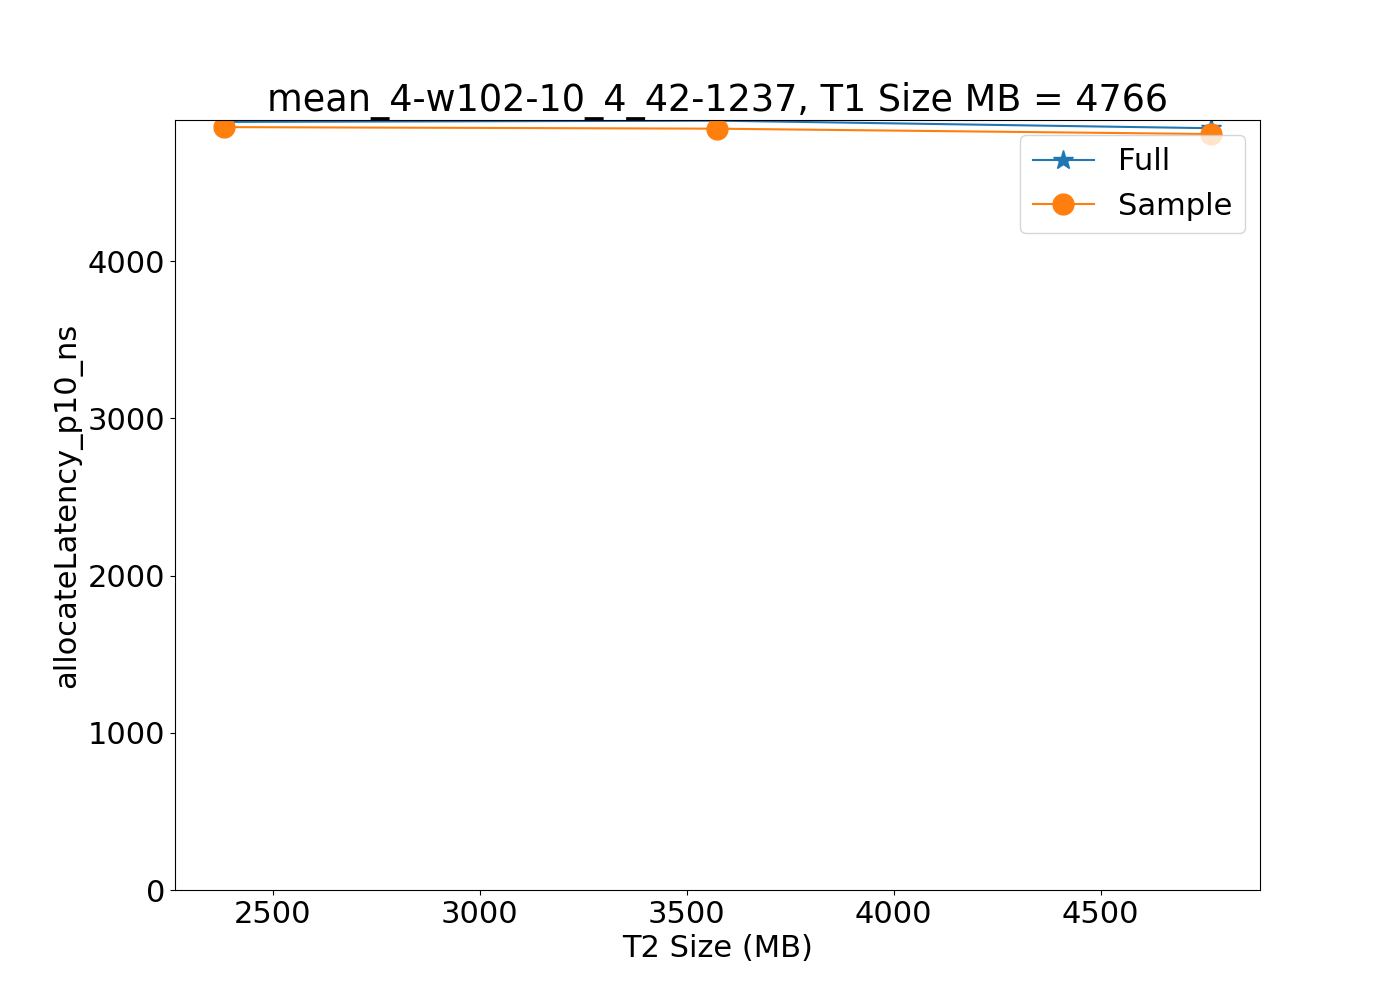 mean_4-w102-10_4_42-1237, T1 Size MB = 4766
Full
Sample
allocateLatency_p10_ns
4000
3000
2000
1000
0
2500 3000 3500 4000 4500
T2 Size (MB)